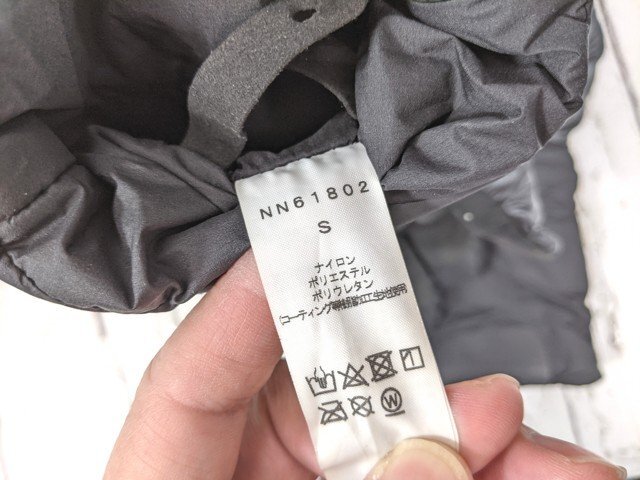 NN61802
S
ナイロン
ポリエステル
ポリウレタン
(コーティング
W